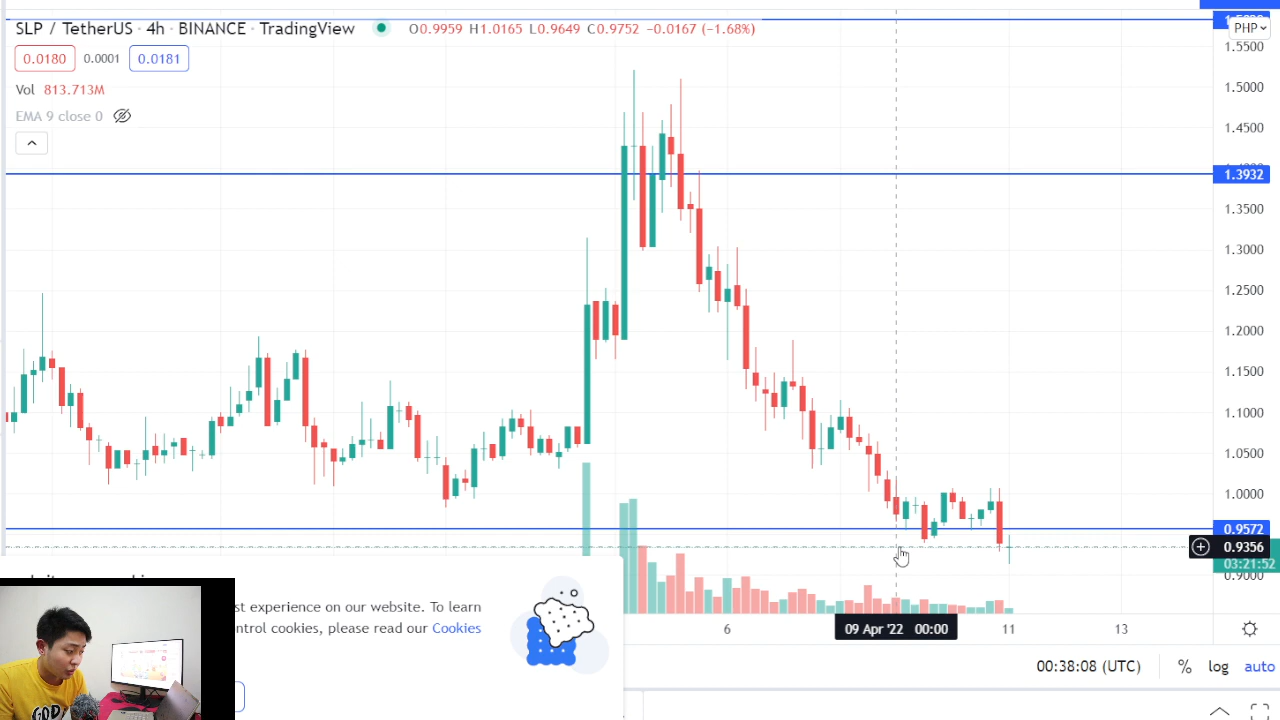 SLP / TetherUS · 4h · BINANCE · TradingView O0.9959 H1.0165 L0.9649 C0.9752 −0.0167 (−1.68%)
PHP
1.5500
0.0180 0.0001 0.0181
Vol 813.713M
1.5000
EMA 9 close 0
1.4500
1.3932
1.3500
1.3000
1.2500
1.2000
1.1500
1.1000
1.0500
1.0000
0.9572
0.9356
03:21:52
0.9000
st experience on our website. To learn
ntrol cookies, please read our Cookies
6 09 Apr '22 00:00 11 13
00:38:08 (UTC) % log auto